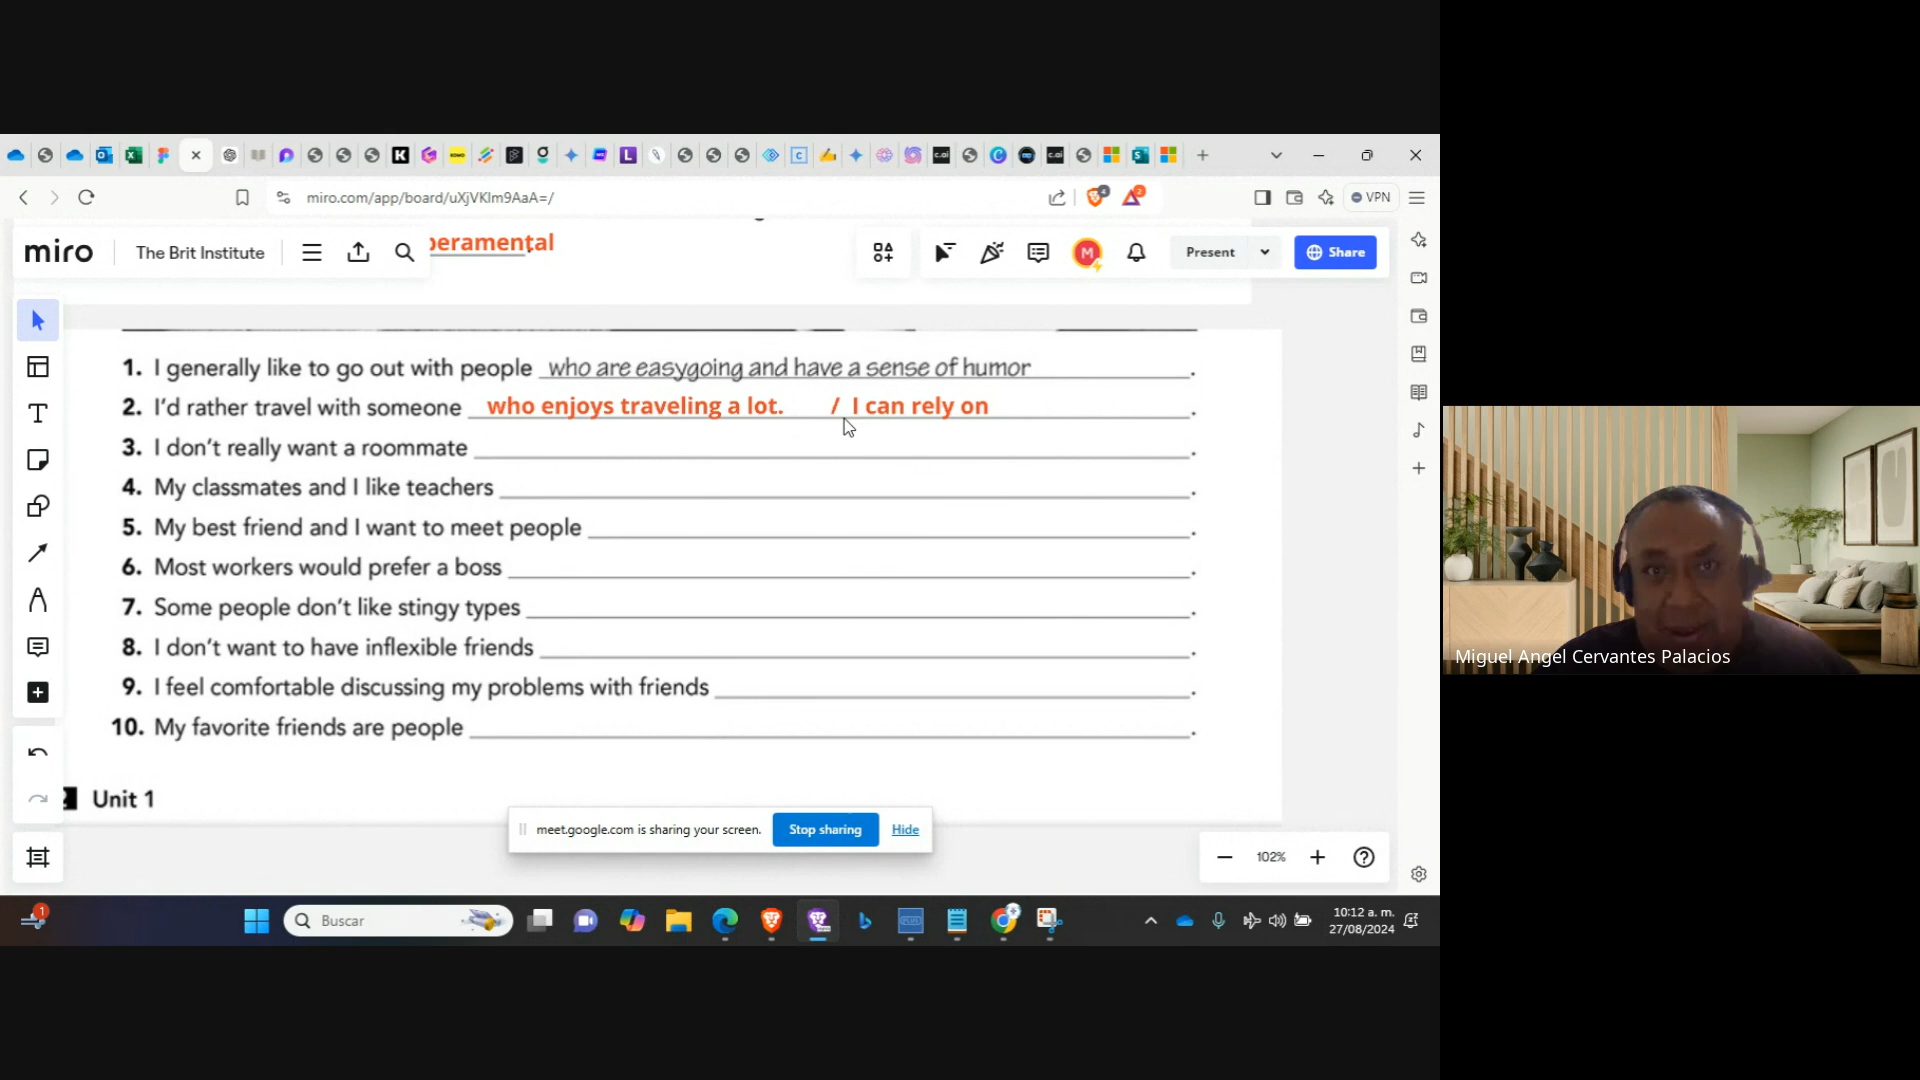 miro.com/app/board/uXjVKlm9AaA=/
VPN
peramental
miro
The Brit Institute
M
Present
Share
1. I generally like to go out with people who are easygoing and have a sense of humor.
2. I'd rather travel with someone who enjoys traveling a lot. / I can rely on.
3. I don't really want a roommate.
4. My classmates and I like teachers.
5. My best friend and I want to meet people.
6. Most workers would prefer a boss.
7. Some people don't like stingy types.
8. I don't want to have inflexible friends.
9. I feel comfortable discussing my problems with friends.
10. My favorite friends are people.
Unit 1
meet.google.com is sharing your screen. Stop sharing Hide
102%
Miguel Angel Cervantes Palacios
1
Buscar
10:12 a. m.
27/08/2024